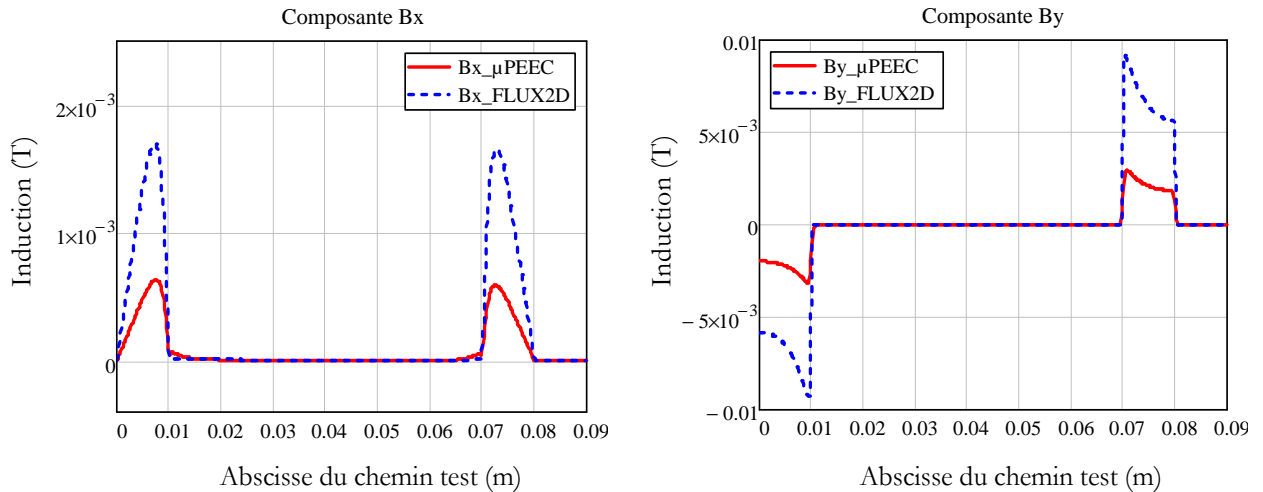 Composante Bx
Bx_µPEEC
Bx_FLUX2D
2×10⁻³
1×10⁻³
0
Induction (T)
0 0.01 0.02 0.03 0.04 0.05 0.06 0.07 0.08 0.09
Abscisse du chemin test (m)
Composante By
By_µPEEC
By_FLUX2D
0.01
5×10⁻³
0
− 5×10⁻³
− 0.01
Induction (T)
0 0.01 0.02 0.03 0.04 0.05 0.06 0.07 0.08 0.09
Abscisse du chemin test (m)